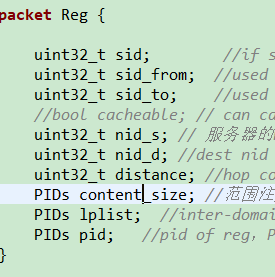 packet Reg {
uint32_t sid; //if s
uint32_t sid_from; //used
uint32_t sid_to; //used
//bool cacheable; // can ca
uint32_t nid_s; // 服务器的
uint32_t nid_d; //dest nid
uint32_t distance; //hop co
PIDs content_size; //范围注
PIDs lplist; //inter-domai
PIDs pid; //pid of reg, P
}